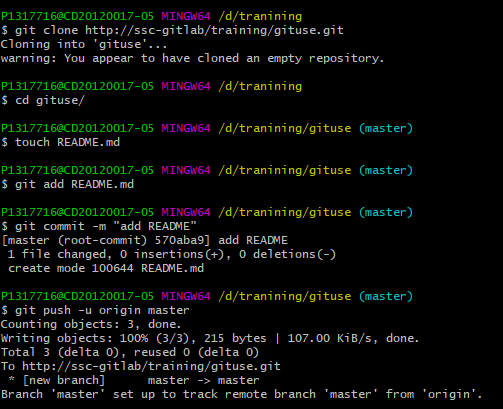 P1317716@CD20120017-05 MINGW64 /d/tranining
$ git clone http://ssc-gitlab/training/gituse.git
Cloning into 'gituse'...
warning: You appear to have cloned an empty repository.
P1317716@CD20120017-05 MINGW64 /d/tranining
$ cd gituse/
P1317716@CD20120017-05 MINGW64 /d/tranining/gituse (master)
$ touch README.md
P1317716@CD20120017-05 MINGW64 /d/tranining/gituse (master)
$ git add README.md
P1317716@CD20120017-05 MINGW64 /d/tranining/gituse (master)
$ git commit -m "add README"
[master (root-commit) 570aba9] add README
1 file changed, 0 insertions(+), 0 deletions(-)
create mode 100644 README.md
P1317716@CD20120017-05 MINGW64 /d/tranining/gituse (master)
$ git push -u origin master
Counting objects: 3, done.
Writing objects: 100% (3/3), 215 bytes | 107.00 KiB/s, done.
Total 3 (delta 0), reused 0 (delta 0)
To http://ssc-gitlab/training/gituse.git
* [new branch] master -> master
Branch 'master' set up to track remote branch 'master' from 'origin'.